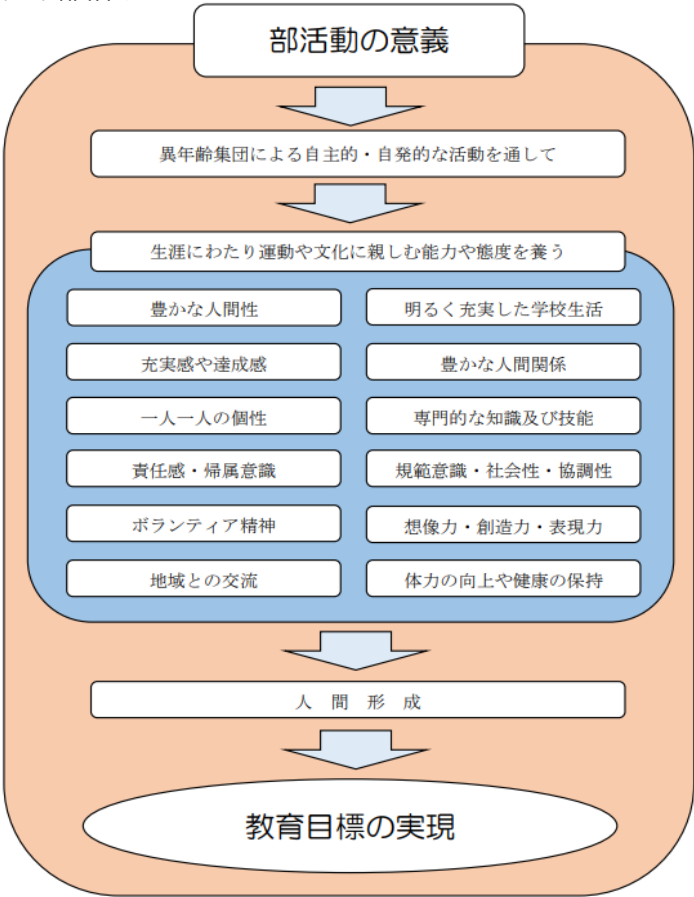 部活動の意義
異年齢集団による自主的・自発的な活動を通して
生涯にわたり運動や文化に親しむ能力や態度を養う
豊かな人間性
明るく充実した学校生活
充実感や達成感
豊かな人間関係
一人一人の個性
専門的な知識及び技能
責任感・帰属意識
規範意識・社会性・協調性
ボランティア精神
想像力・創造力・表現力
地域との交流
体力の向上や健康の保持
人間形成
教育目標の実現